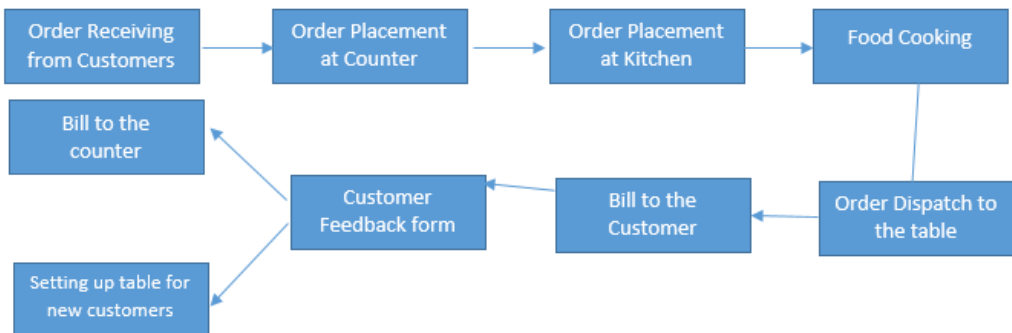 Order Receiving
from Customers
Order Placement
at Counter
Order Placement
at Kitchen
Food Cooking
Bill to the
counter
Customer
Feedback form
Bill to the
Customer
Order Dispatch to
the table
Setting up table for
new customers